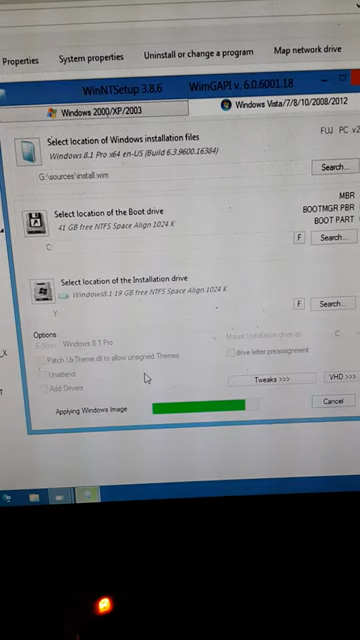 Properties
System properties
Uninstall or change a program
Map network drive
WinNTSetup 3.8.6 WimGAPI v. 6.0.6001.18
Windows 2000/XP/2003
Windows Vista/7/8/10/2008/2012
Select location of Windows installation files
FUJ PC v2
Windows 8.1 Pro x64 en-US (Build 6.3.9600.16384)
G:\sources\install.wim
Search...
Select location of the Boot drive
MBR
BOOTMGR PBR
BOOT PART
41 GB free NTFS Space Align 1024 K
C:
F
Search...
Select location of the Installation drive
Windows8.1 19 GB free NTFS Space Align 1024 K
Y:
F
Search...
Options
Edition: Windows 8.1 Pro
Mount installation drive as: C:
Patch UxTheme.dll to allow unsigned Themes
drive letter preassignment
Unattend
Add Drivers
Tweaks >>>
VHD >>>
Applying Windows Image
Cancel